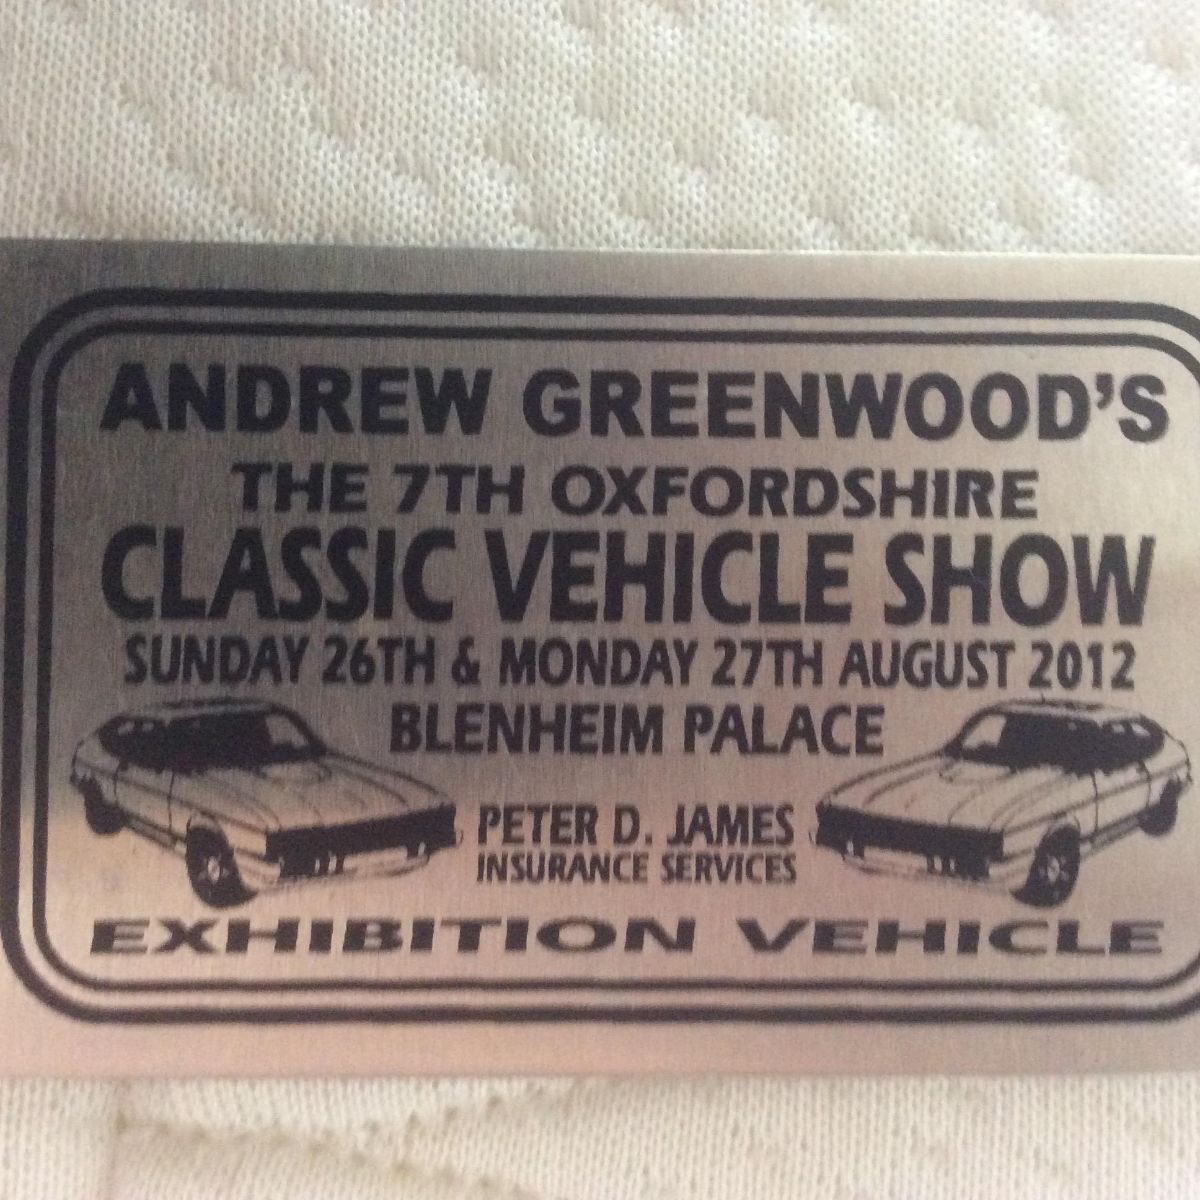 ANDREW GREENWOOD'S
THE 7TH OXFORDSHIRE
CLASSIC VEHICLE SHOW
SUNDAY 26TH & MONDAY 27TH AUGUST 2012
BLENHEIM PALACE
PETER D. JAMES
INSURANCE SERVICES
EXHIBITION VEHICLE